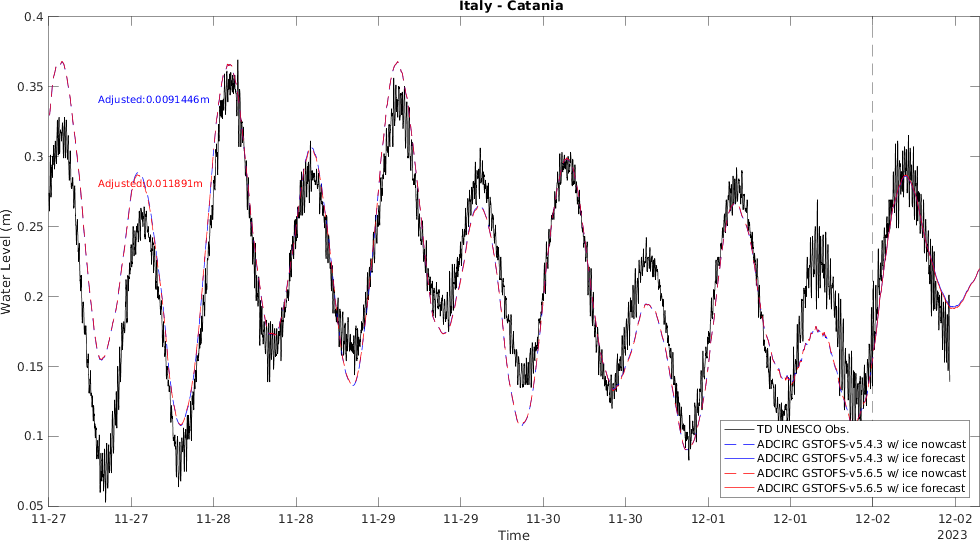 Italy - Catania
0.4
0.35
0.3
0.25
0.2
0.15
0.1
0.05
Water Level (m)
Adjusted:0.0091446m
Adjusted:0.011891m
TD UNESCO Obs.
ADCIRC GSTOFS-v5.4.3 w/ ice nowcast
ADCIRC GSTOFS-v5.4.3 w/ ice forecast
ADCIRC GSTOFS-v5.6.5 w/ ice nowcast
ADCIRC GSTOFS-v5.6.5 w/ ice forecast
11-27 11-27 11-28 11-28 11-29 11-29 11-30 11-30 12-01 12-01 12-02 12-02
Time
2023